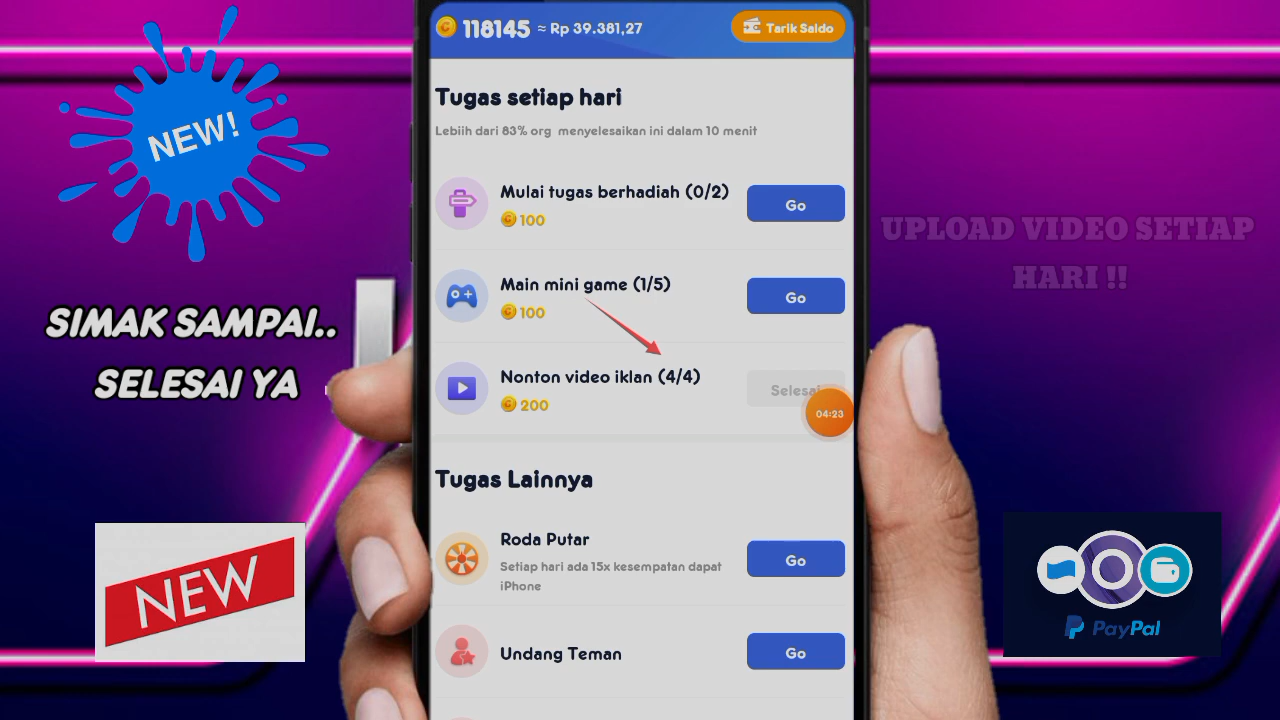 118145 ≈ Rp 39.381,27
Tarik Saldo
Tugas setiap hari
Lebiih dari 83% org menyelesaikan ini dalam 10 menit
Mulai tugas berhadiah (0/2)
100
Go
Main mini game (1/5)
100
Go
Nonton video iklan (4/4)
200
Selesai
04:23
Tugas Lainnya
Roda Putar
Setiap hari ada 15x kesempatan dapat
iPhone
Go
Undang Teman
Go
NEW!
SIMAK SAMPAI..
SELESAI YA
NEW
UPLOAD VIDEO SETIAP
HARI !!
PayPal